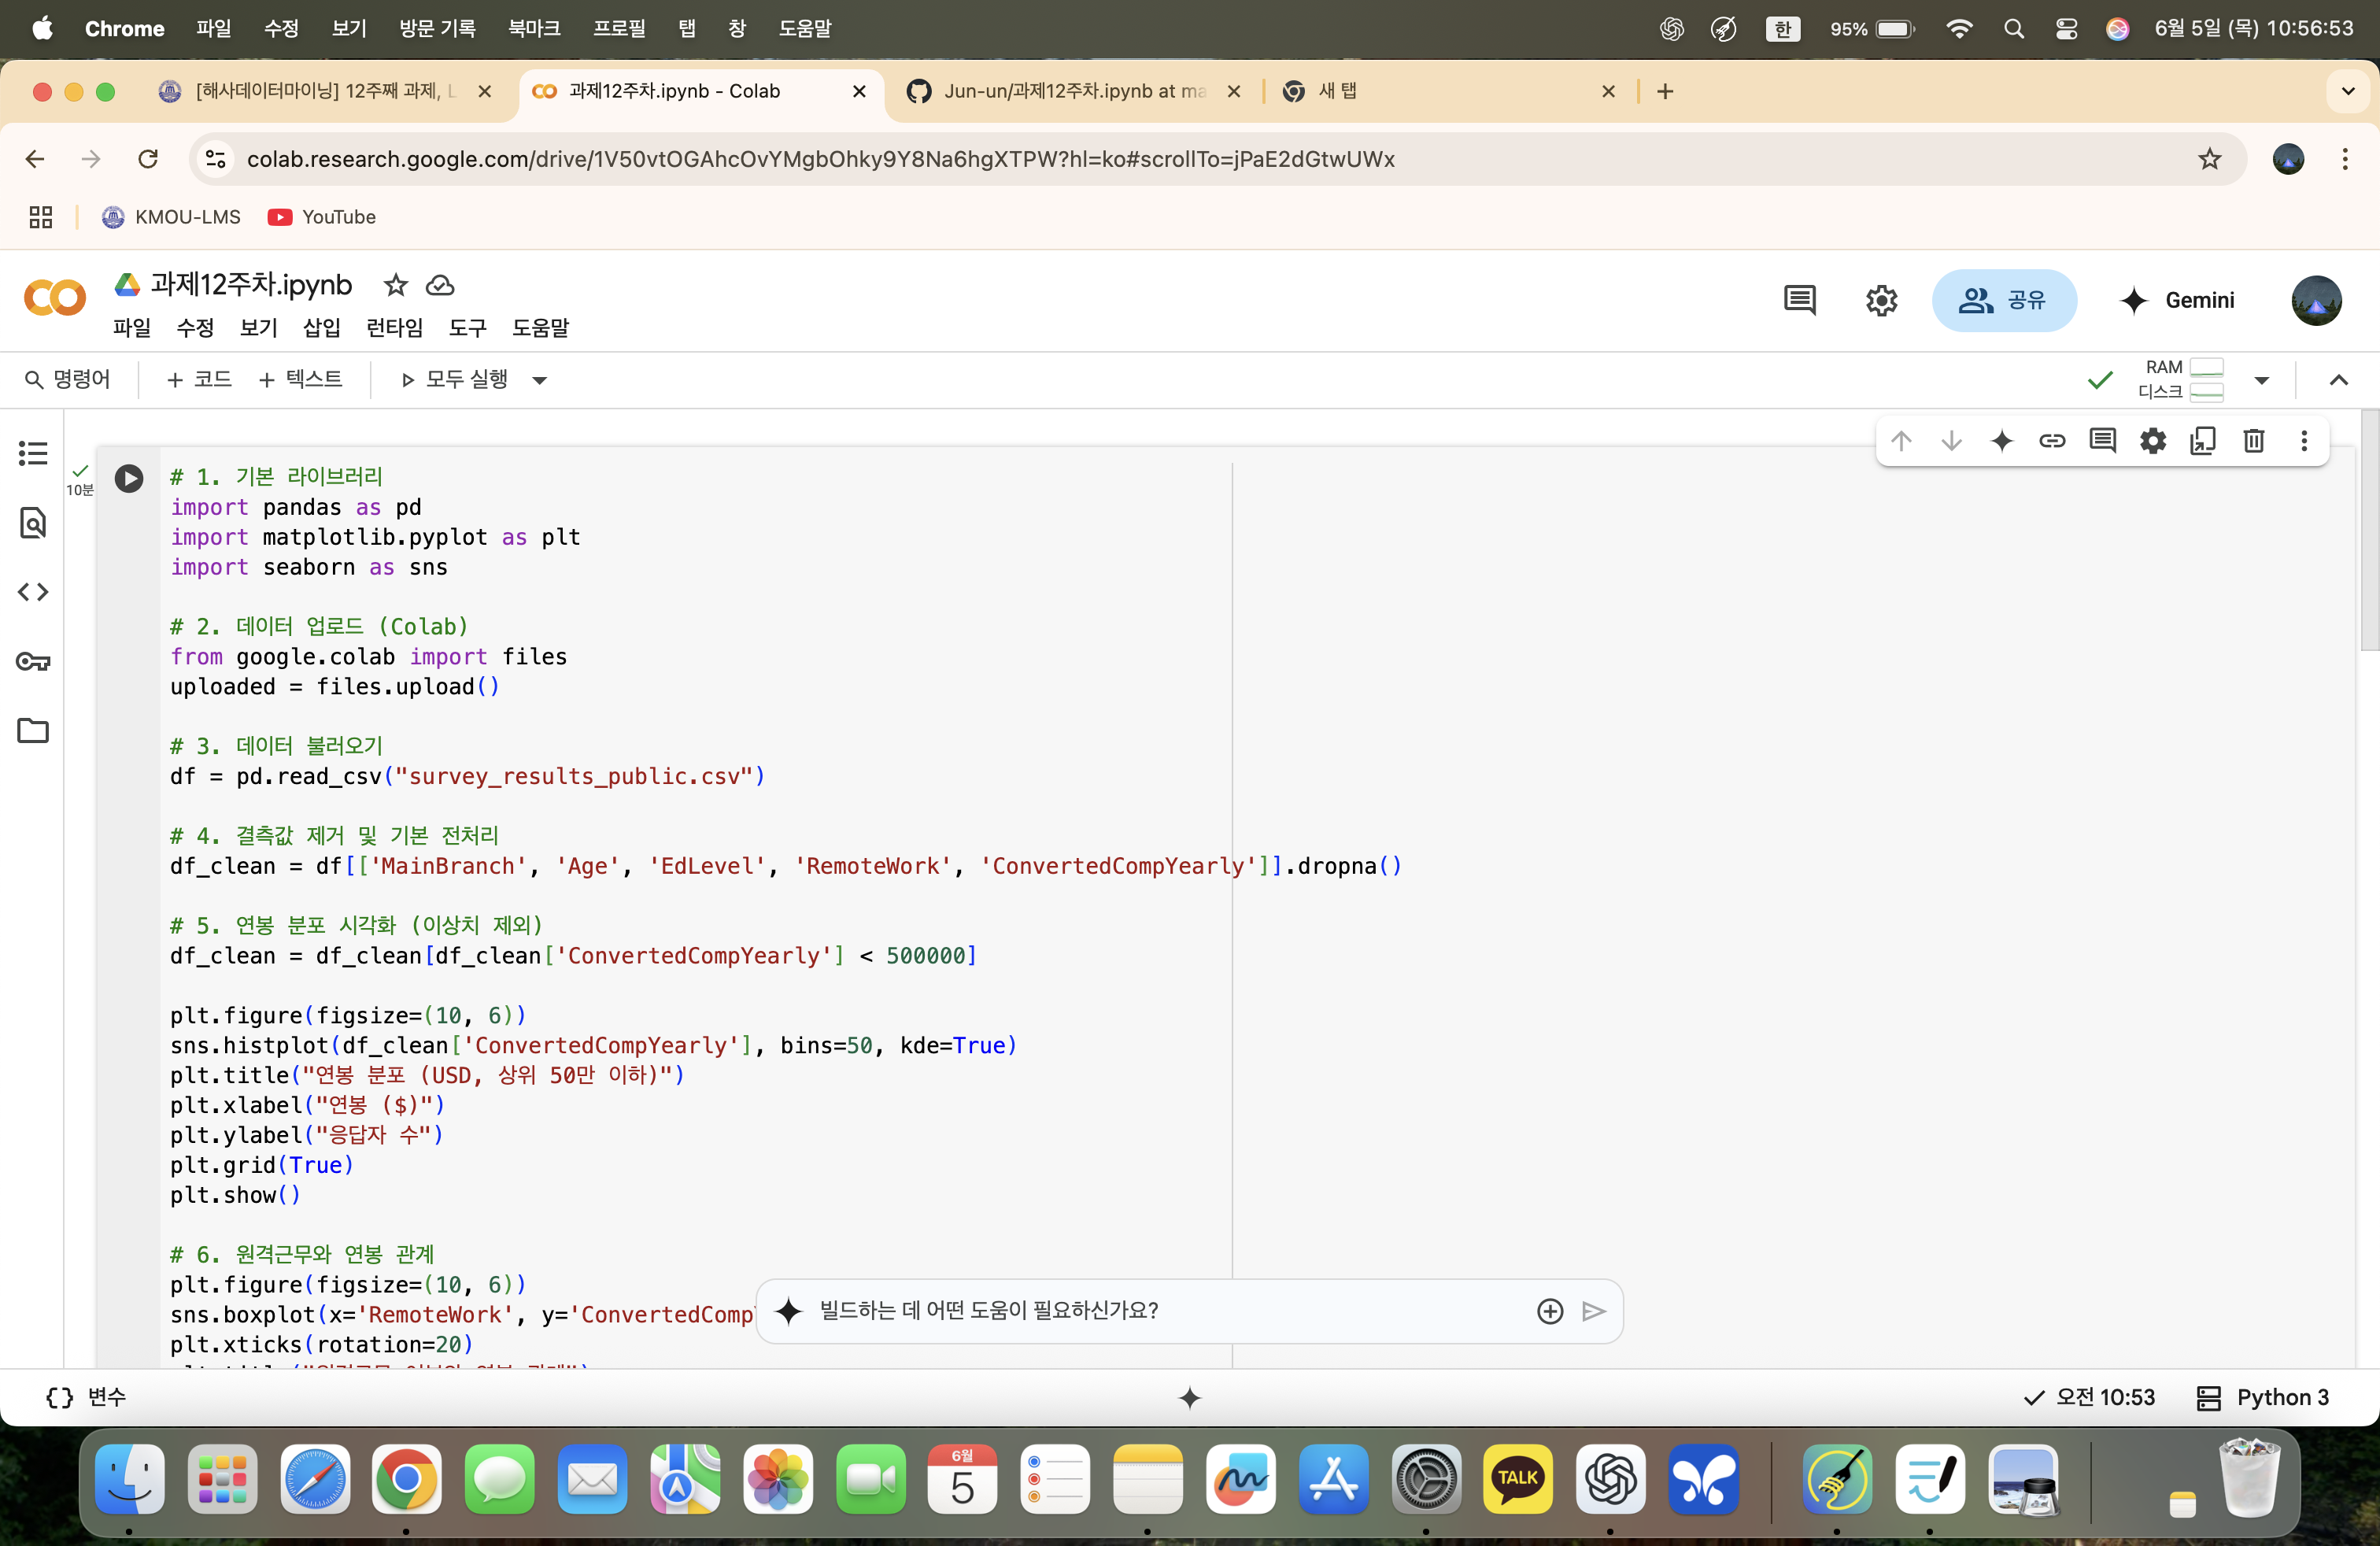 Chrome 파일 수정 보기 방문 기록 북마크 프로필 탭 창 도움말 한 95% 6월 5일 (목) 10:56:53
[해사데이터마이닝] 12주째 과제, L 과제12주차.ipynb - Colab Jun-un/과제12주차.ipynb at ma 새 탭
colab.research.google.com/drive/1V50vtOGAhcOvYMgbOhky9Y8Na6hgXTPW?hl=ko#scrollTo=jPaE2dGtwUWx
KMOU-LMS YouTube
과제12주차.ipynb
파일 수정 보기 삽입 런타임 도구 도움말
공유 Gemini
명령어 + 코드 + 텍스트 모두 실행
RAM
디스크
10분
# 1. 기본 라이브러리
import pandas as pd
import matplotlib.pyplot as plt
import seaborn as sns
# 2. 데이터 업로드 (Colab)
from google.colab import files
uploaded = files.upload()
# 3. 데이터 불러오기
df = pd.read_csv("survey_results_public.csv")
# 4. 결측값 제거 및 기본 전처리
df_clean = df[['MainBranch', 'Age', 'EdLevel', 'RemoteWork', 'ConvertedCompYearly']].dropna()
# 5. 연봉 분포 시각화 (이상치 제외)
df_clean = df_clean[df_clean['ConvertedCompYearly'] < 500000]
plt.figure(figsize=(10, 6))
sns.histplot(df_clean['ConvertedCompYearly'], bins=50, kde=True)
plt.title("연봉 분포 (USD, 상위 50만 이하)")
plt.xlabel("연봉 ($)")
plt.ylabel("응답자 수")
plt.grid(True)
plt.show()
# 6. 원격근무와 연봉 관계
plt.figure(figsize=(10, 6))
sns.boxplot(x='RemoteWork', y='ConvertedComp
plt.xticks(rotation=20)
빌드하는 데 어떤 도움이 필요하신가요?
변수
오전 10:53 Python 3
6월
5
TALK